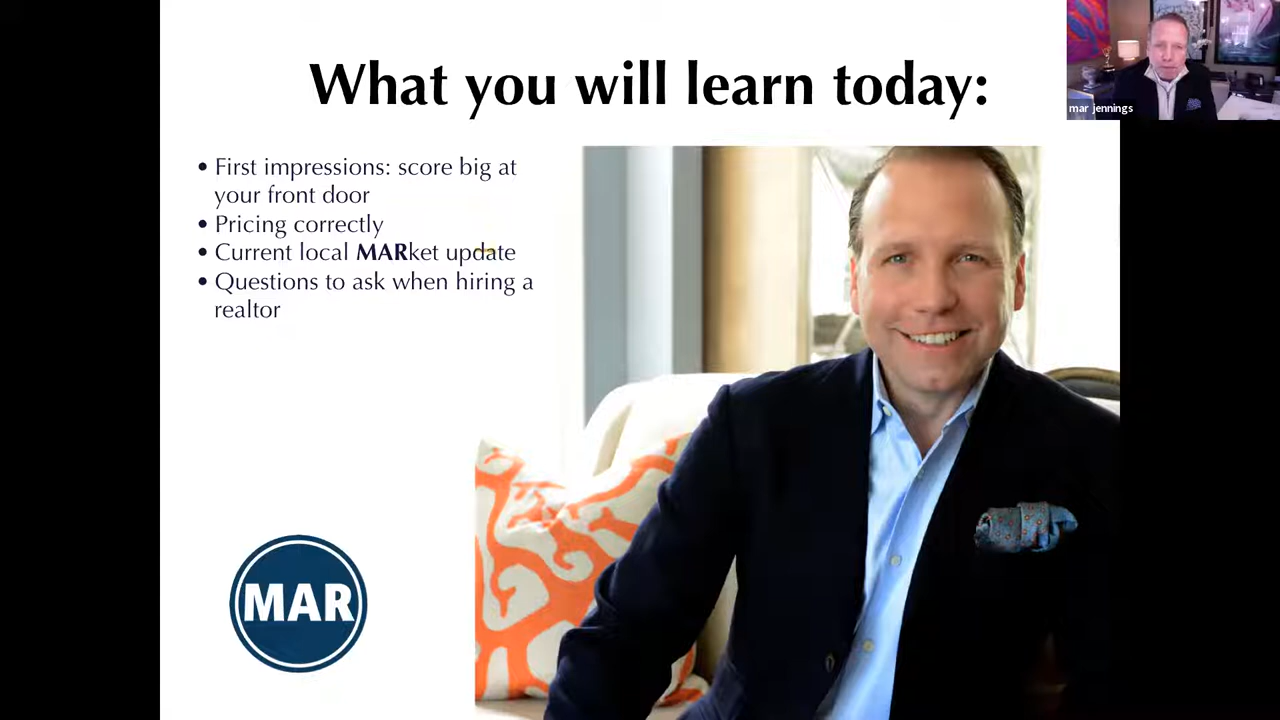 What you will learn today:
mar jennings
• First impressions: score big at
your front door
• Pricing correctly
• Current local MARket update
• Questions to ask when hiring a
realtor
MAR